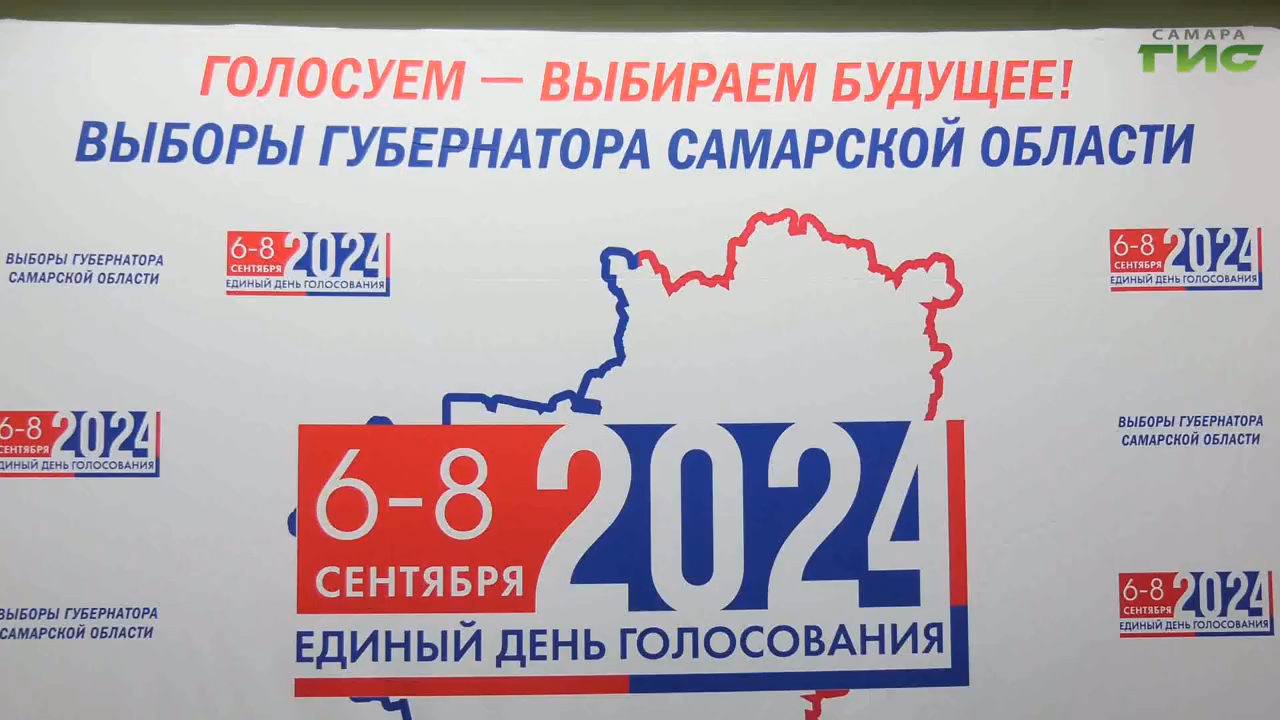 САМАРА
ГИС
ГОЛОСУЕМ — ВЫБИРАЕМ БУДУЩЕЕ!
ВЫБОРЫ ГУБЕРНАТОРА САМАРСКОЙ ОБЛАСТИ
ВЫБОРЫ ГУБЕРНАТОРА
САМАРСКОЙ ОБЛАСТИ
6-8 2024
СЕНТЯБРЯ
ЕДИНЫЙ ДЕНЬ ГОЛОСОВАНИЯ
6-8 2024
СЕНТЯБРЯ
ЕДИНЫЙ ДЕНЬ ГОЛОСОВАНИЯ
6-8 2024
СЕНТЯБРЯ
ЕДИНЫЙ ДЕНЬ ГОЛОСОВАНИЯ
ВЫБОРЫ ГУБЕРНАТОРА
САМАРСКОЙ ОБЛАСТИ
6-8 2024
СЕНТЯБРЯ
ЕДИНЫЙ ДЕНЬ ГОЛОСОВАНИЯ
ВЫБОРЫ ГУБЕРНАТОРА
САМАРСКОЙ ОБЛАСТИ
6-8 2024
СЕНТЯБРЯ
ЕДИНЫЙ ДЕНЬ ГОЛОСОВАНИЯ